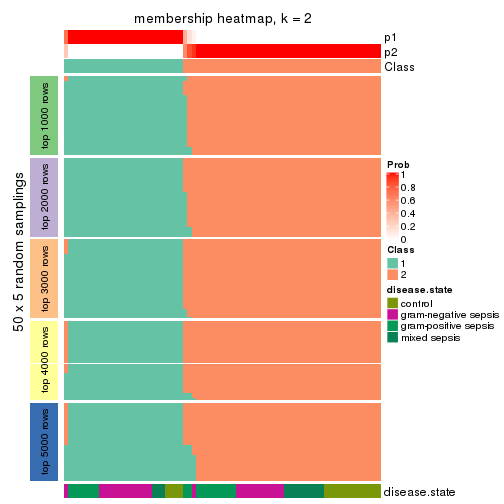 membership heatmap, k = 2
p1
p2
Class
50 x 5 random samplings
top 1000 rows
top 2000 rows
top 3000 rows
top 4000 rows
top 5000 rows
Prob
1
0.8
0.6
0.4
0.2
0
Class
1
2
disease.state
control
gram-negative sepsis
gram-positive sepsis
mixed sepsis
disease.state